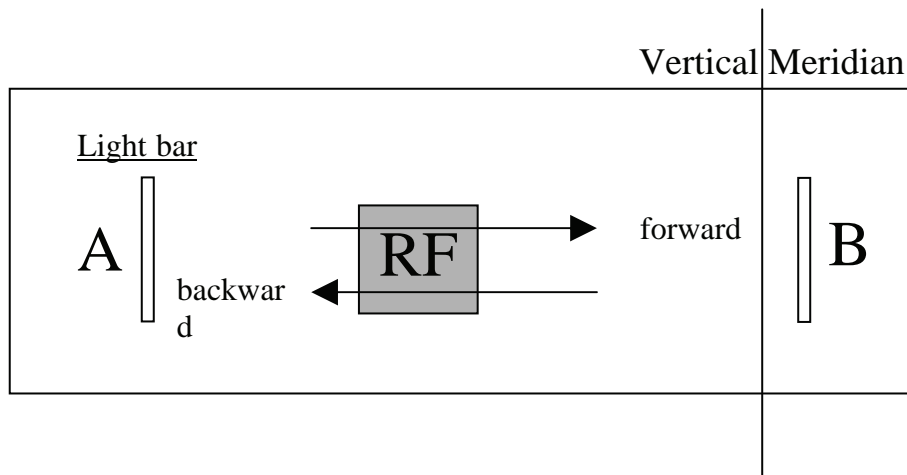 Vertical Meridian
Light bar
A
RF
forward
B
backwar
d